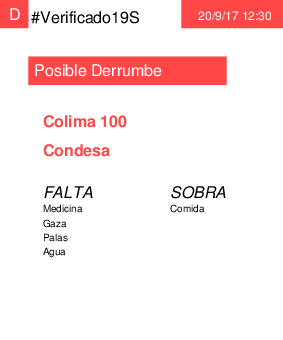 D #Verificado19S 20/9/17 12:30
Posible Derrumbe
Colima 100
Condesa
FALTA SOBRA
Medicina Comida
Gaza
Palas
Agua